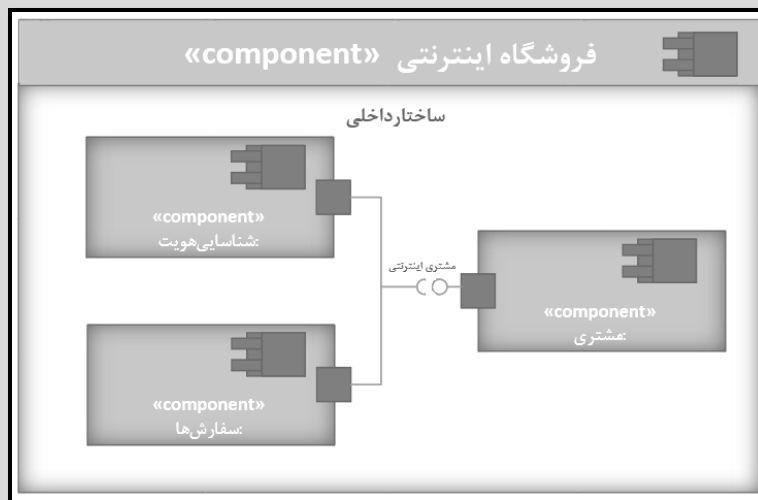 «component» فروشگاه اینترنتی
ساختارداخلی
«component»
:شناسایی‌هویت
مشتری اینترنتی
«component»
:مشتری
«component»
:سفارش‌ها